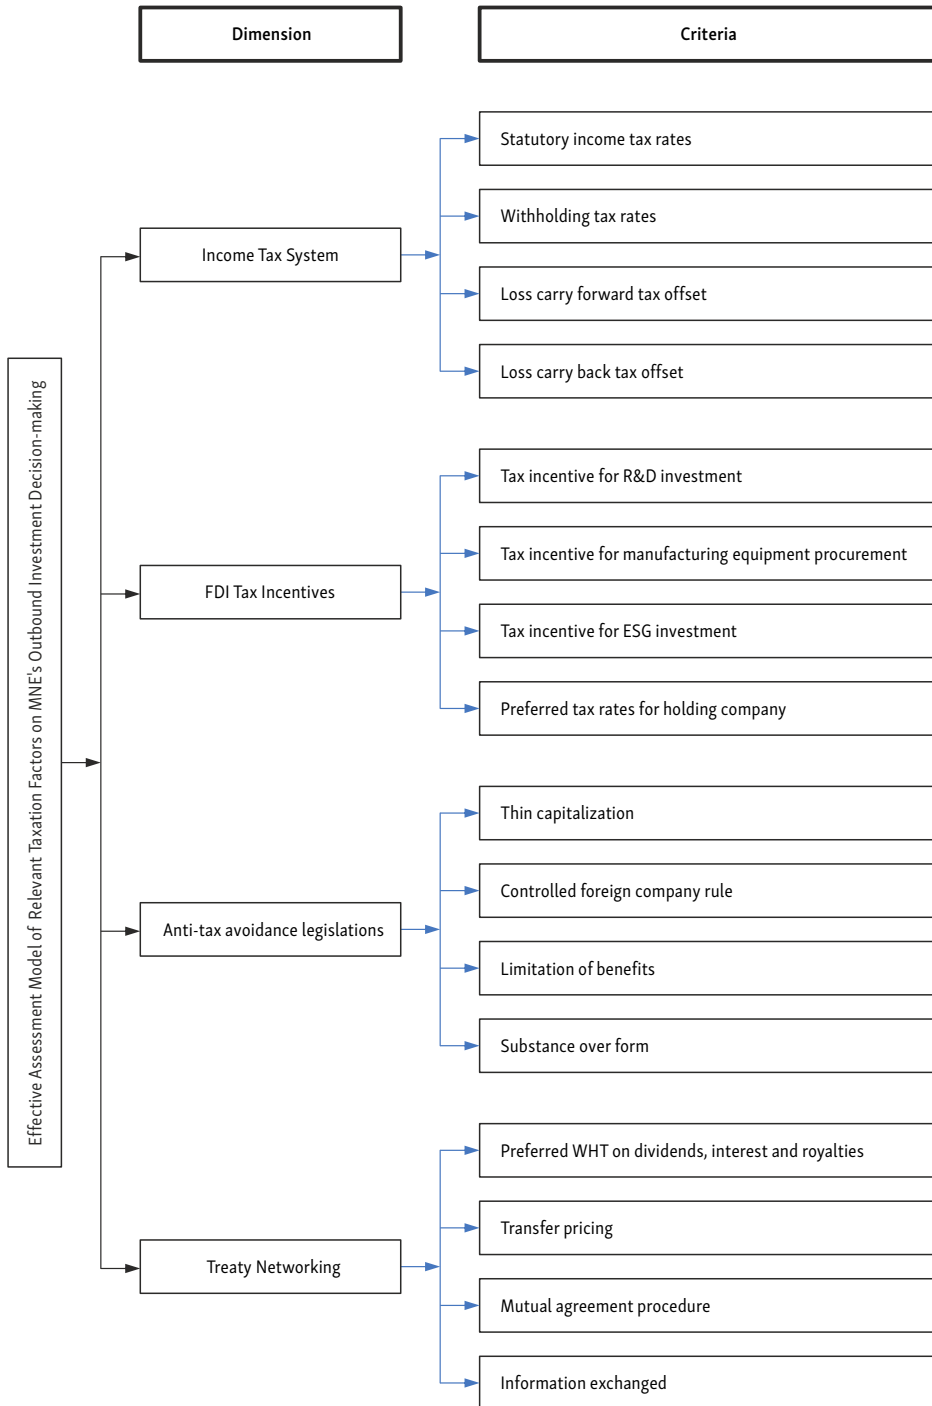 Dimension
Criteria
Effective Assessment Model of Relevant Taxation Factors on MNE's Outbound Investment Decision-making
Income Tax System
Statutory income tax rates
Withholding tax rates
Loss carry forward tax offset
Loss carry back tax offset
FDI Tax Incentives
Tax incentive for R&D investment
Tax incentive for manufacturing equipment procurement
Tax incentive for ESG investment
Preferred tax rates for holding company
Anti-tax avoidance legislations
Thin capitalization
Controlled foreign company rule
Limitation of benefits
Substance over form
Treaty Networking
Preferred WHT on dividends, interest and royalties
Transfer pricing
Mutual agreement procedure
Information exchanged